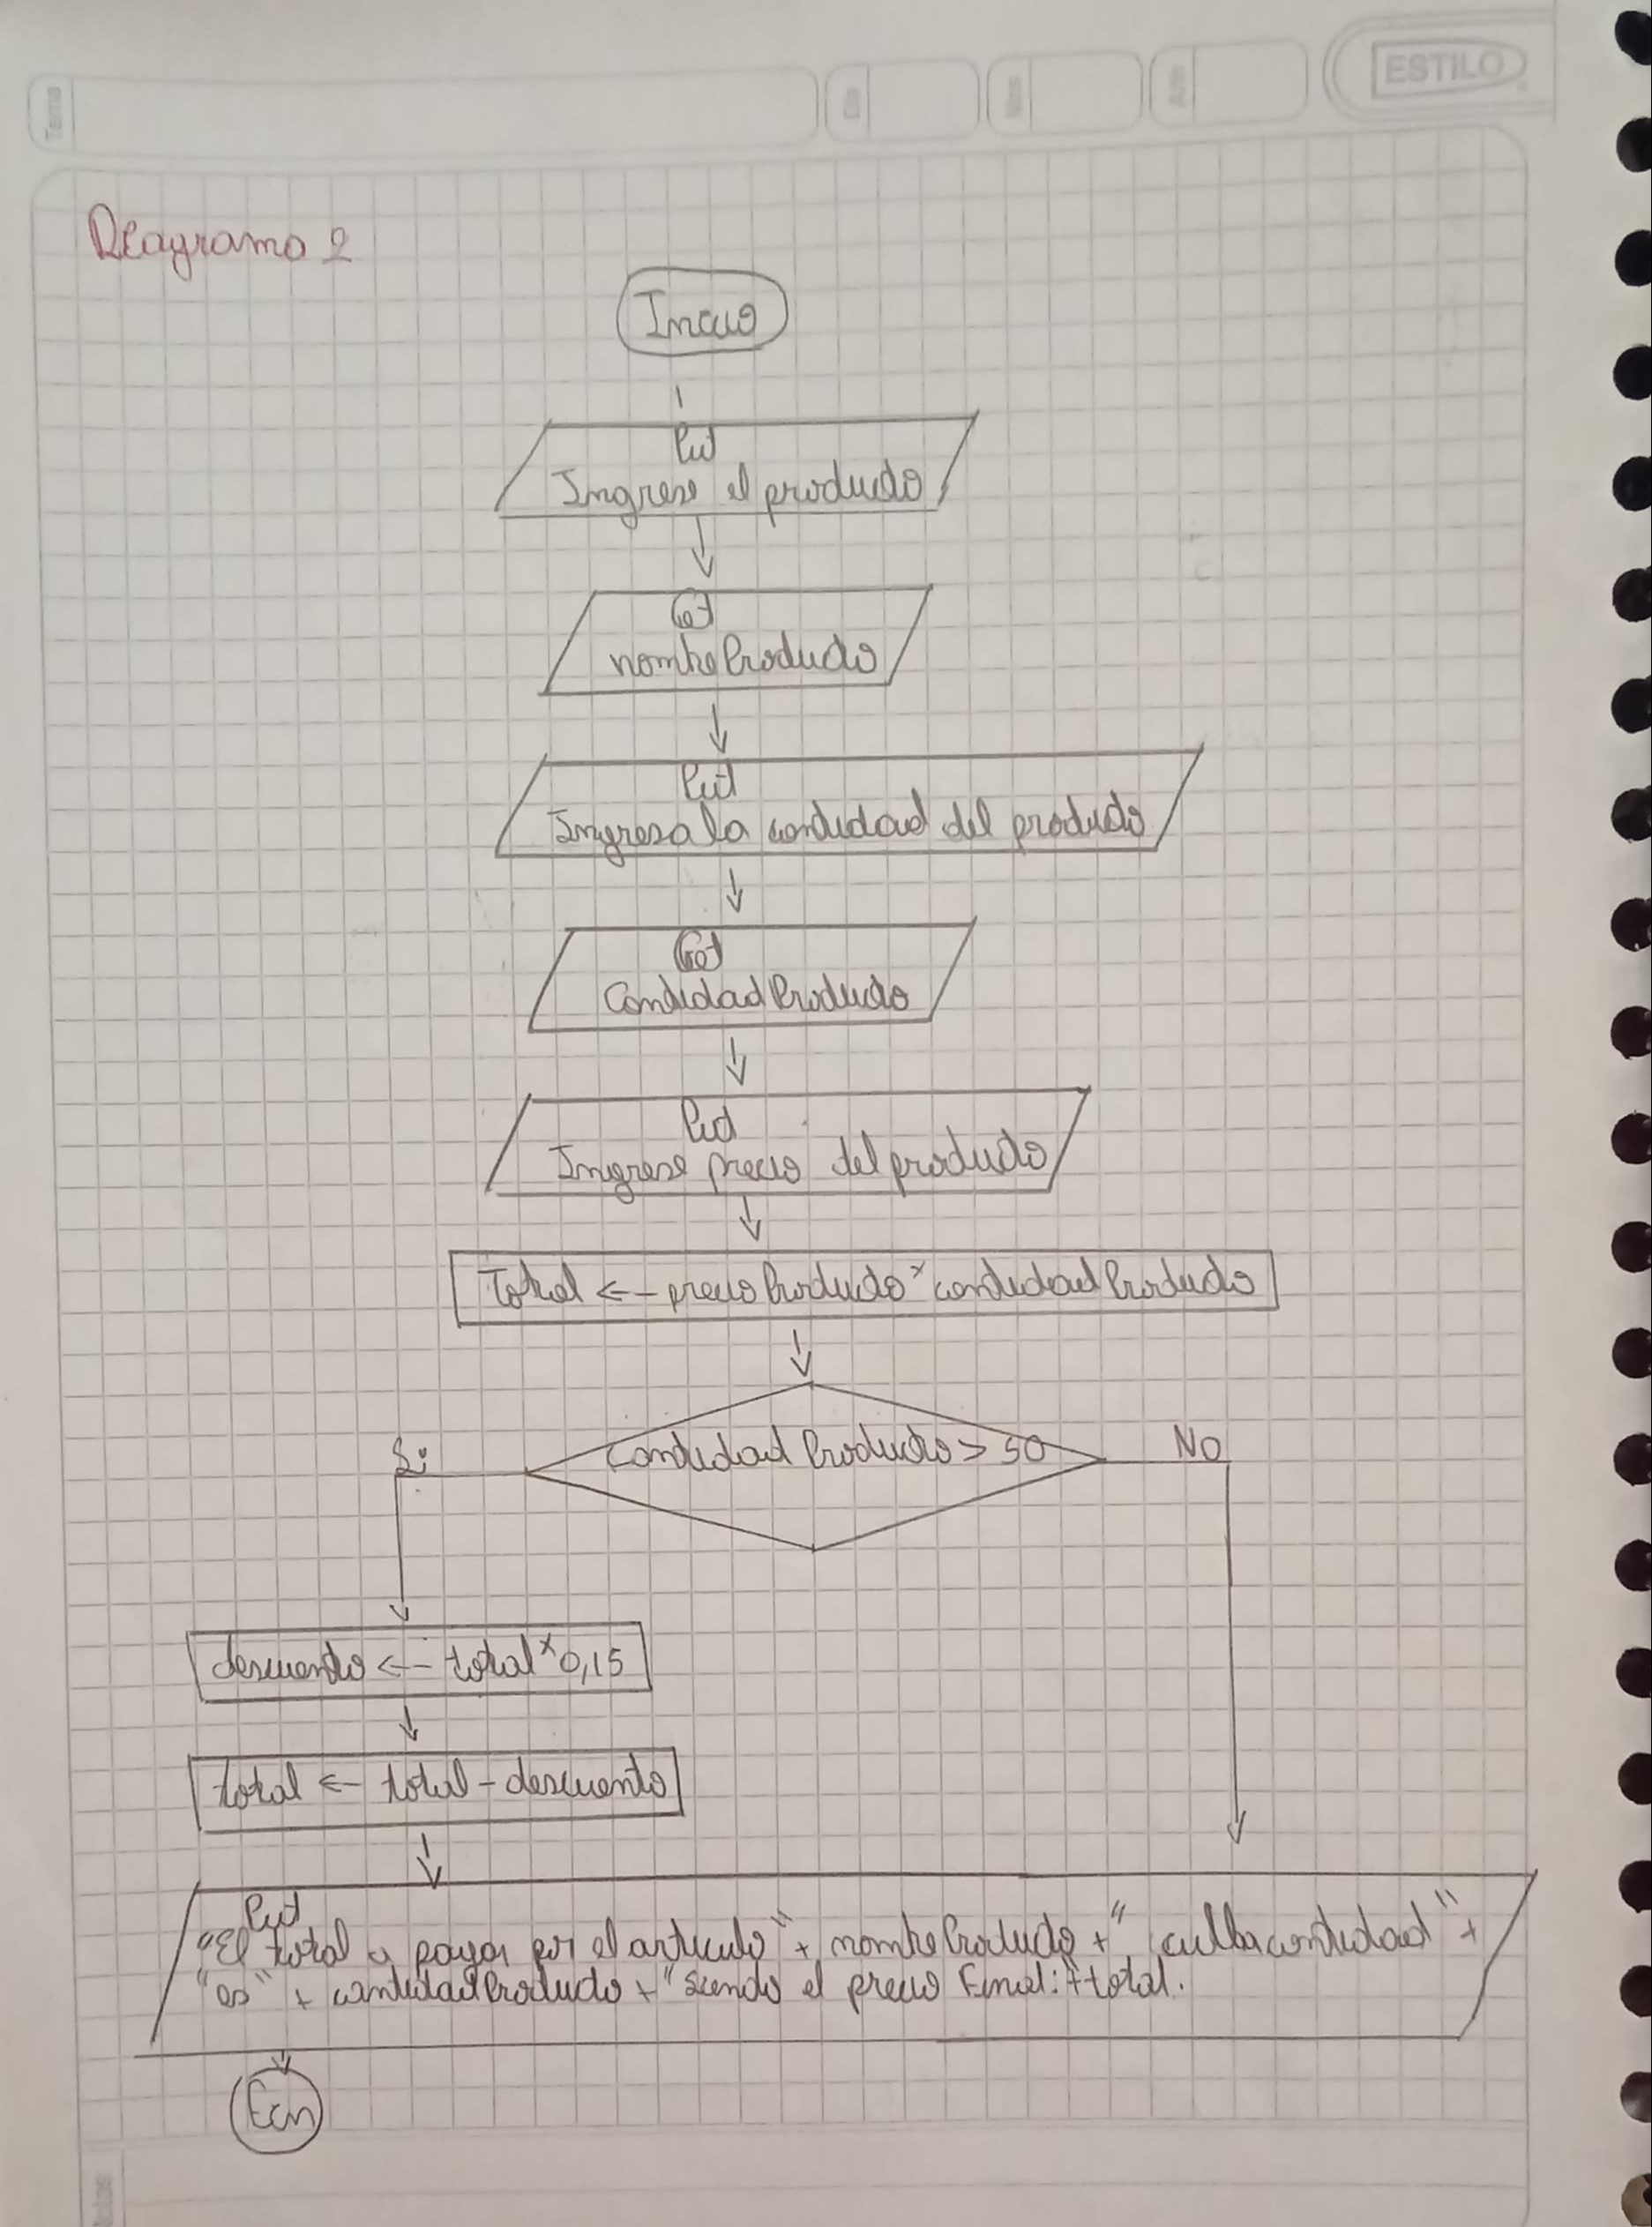 Tema
Dia
Mes
Año
ESTILO
Diagrama 2
Inicio
Put
Ingrese el producto
Get
nombreProducto
Put
Ingresa la cantidad del producto
Get
CantidadProducto
Put
Ingrese precio del producto
Total <- precioProducto * cantidadProducto
Si
cantidadProducto > 50
No
descuento <- total * 0,15
total <- total - descuento
Put
"El total a pagar por el articulo" + nombreProducto + " cantidad" +
"es" + cantidadProducto + "siendo el precio Final: + total.
Fin
Notas